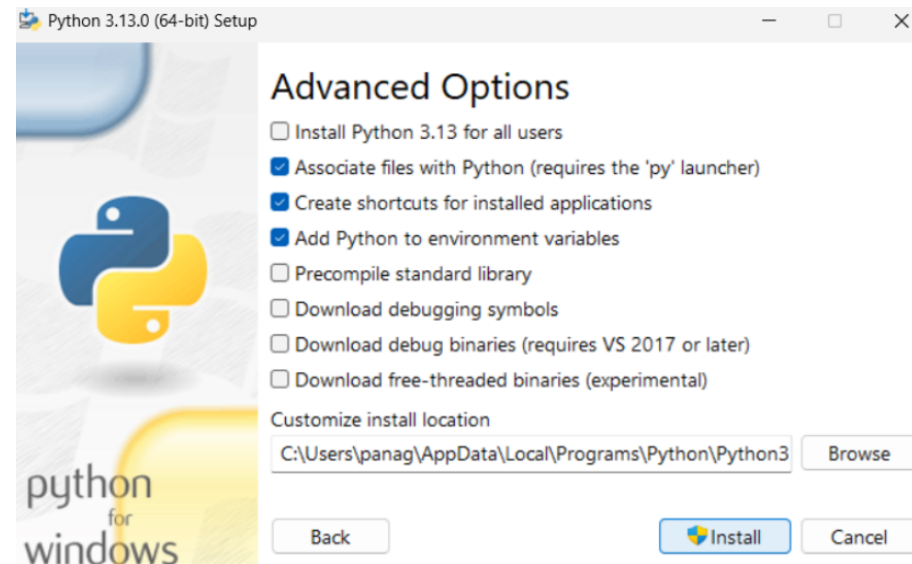 Python 3.13.0 (64-bit) Setup
Advanced Options
Install Python 3.13 for all users
Associate files with Python (requires the 'py' launcher)
Create shortcuts for installed applications
Add Python to environment variables
Precompile standard library
Download debugging symbols
Download debug binaries (requires VS 2017 or later)
Download free-threaded binaries (experimental)
Customize install location
C:\Users\panag\AppData\Local\Programs\Python\Python3
Browse
python
for
windows
Back
Install
Cancel